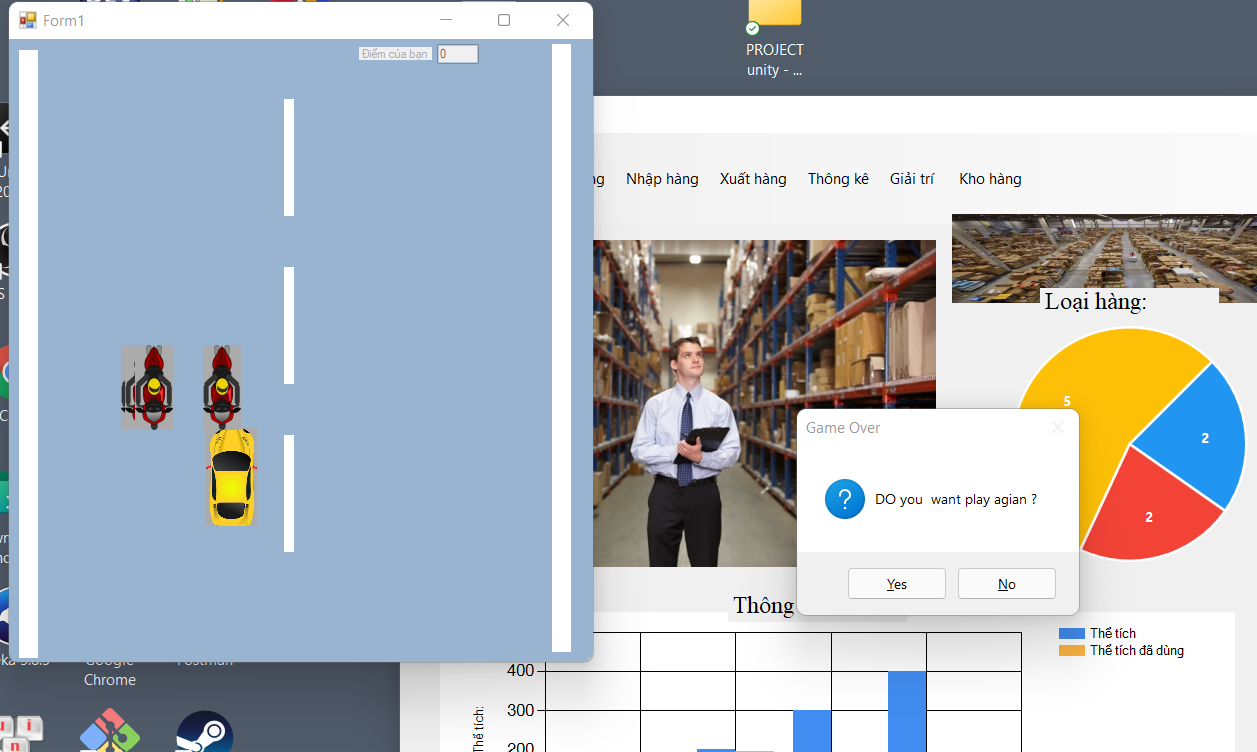 Form1
Điểm của bạn 0
PROJECT
unity - ...
Nhập hàng Xuất hàng Thông kê Giải trí Kho hàng
Loại hàng:
5
2
2
Game Over
DO you want play agian ?
Yes No
Thông
Thể tích
Thể tích đã dùng
400
300
200
Thể tích:
Google
Chrome
Postman